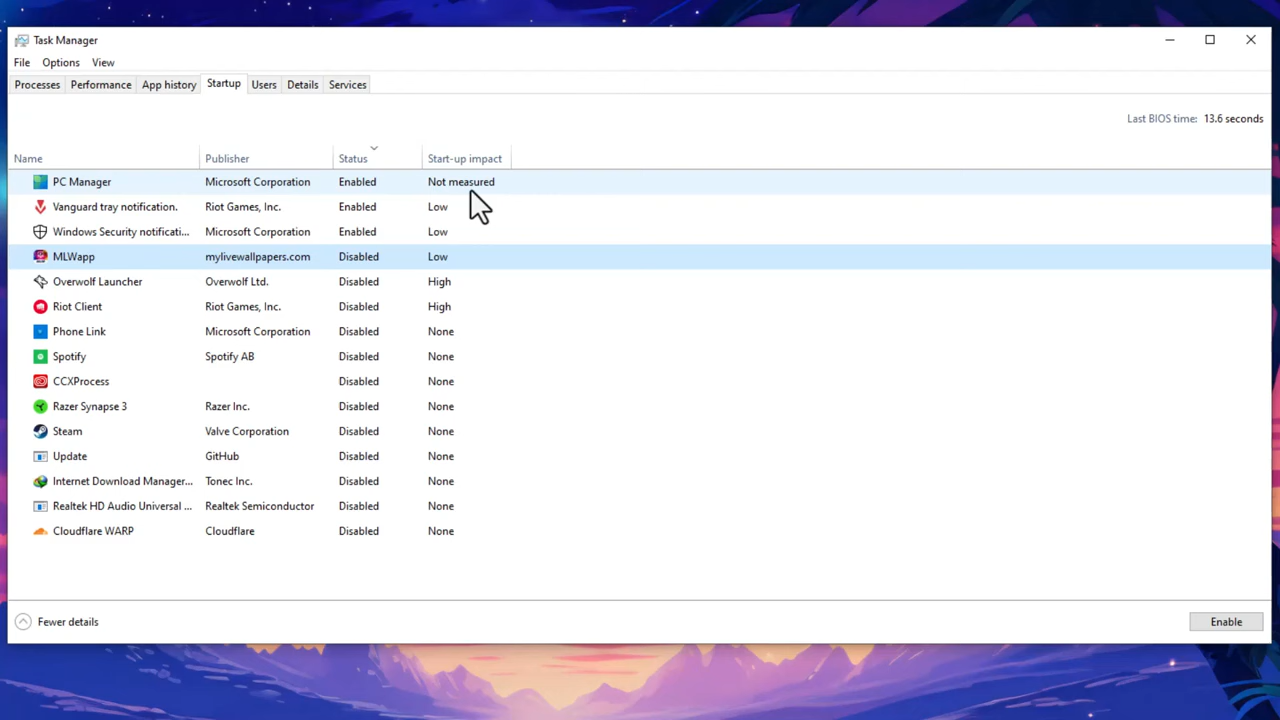 Task Manager
File Options View
Processes Performance App history Startup Users Details Services
Last BIOS time: 13.6 seconds
Name Publisher Status Start-up impact
PC Manager Microsoft Corporation Enabled Not measured
Vanguard tray notification. Riot Games, Inc. Enabled Low
Windows Security notificati... Microsoft Corporation Enabled Low
MLWapp mylivewallpapers.com Disabled Low
Overwolf Launcher Overwolf Ltd. Disabled High
Riot Client Riot Games, Inc. Disabled High
Phone Link Microsoft Corporation Disabled None
Spotify Spotify AB Disabled None
CCXProcess Disabled None
Razer Synapse 3 Razer Inc. Disabled None
Steam Valve Corporation Disabled None
Update GitHub Disabled None
Internet Download Manager... Tonec Inc. Disabled None
Realtek HD Audio Universal ... Realtek Semiconductor Disabled None
Cloudflare WARP Cloudflare Disabled None
Fewer details Enable